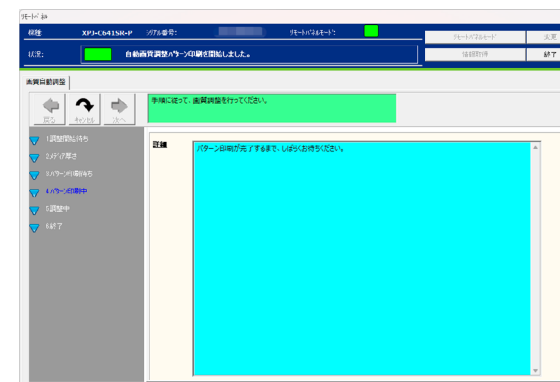 リモートパネル
機種 XPJ-C641SR-P シリアル番号: リモートパネルモード: リモートパネルモード 変更
状況: 自動画質調整パターン印刷を開始しました。 情報取得 終了
画質自動調整
戻る キャンセル 次へ
手順に従って、画質調整を行ってください。
1.調整開始待ち
2.メディア厚さ
3.パターン印刷待ち
4.パターン印刷中
5.調整中
6.終了
詳細
パターン印刷が完了するまで、しばらくお待ちください。